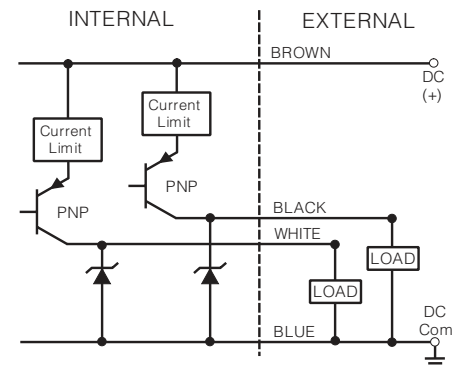 INTERNAL
EXTERNAL
BROWN
DC
(+)
Current
Limit
Current
Limit
PNP
PNP
BLACK
WHITE
LOAD
LOAD
BLUE
DC
Com